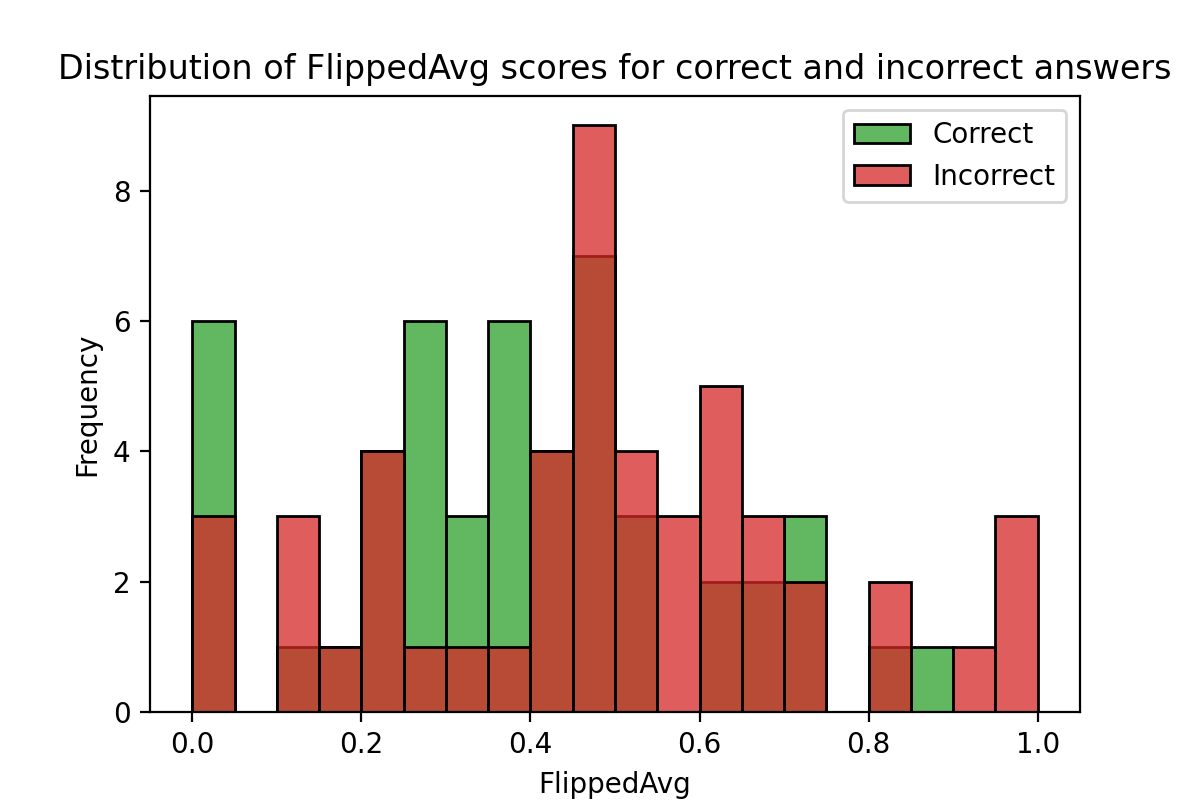 Distribution of FlippedAvg scores for correct and incorrect answers
Correct
Incorrect
8
6
4
2
0
Frequency
0.0 0.2 0.4 0.6 0.8 1.0
FlippedAvg